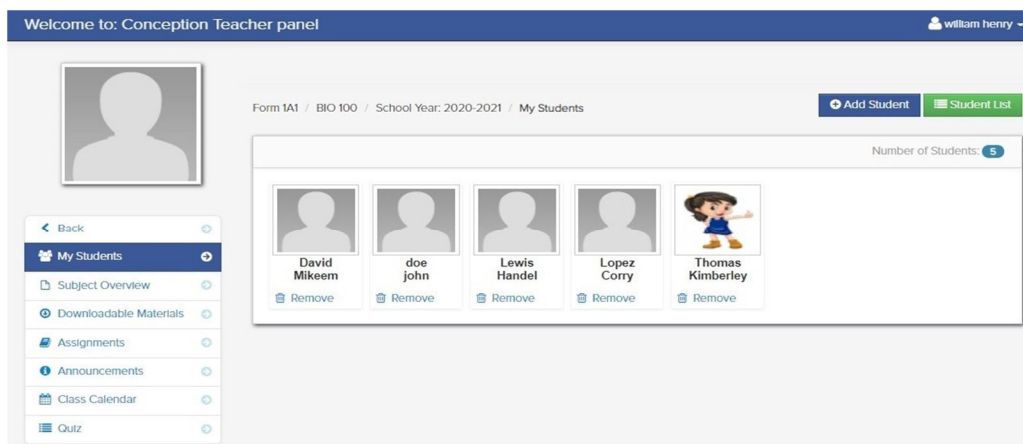 Welcome to: Conception Teacher panel
william henry
Form 1A1 / BIO 100 / School Year: 2020-2021 / My Students
Add Student
Student List
Number of Students: 5
David Mikeem
Remove
doe john
Remove
Lewis Handel
Remove
Lopez Corry
Remove
Thomas Kimberley
Remove
Back
My Students
Subject Overview
Downloadable Materials
Assignments
Announcements
Class Calendar
Quiz